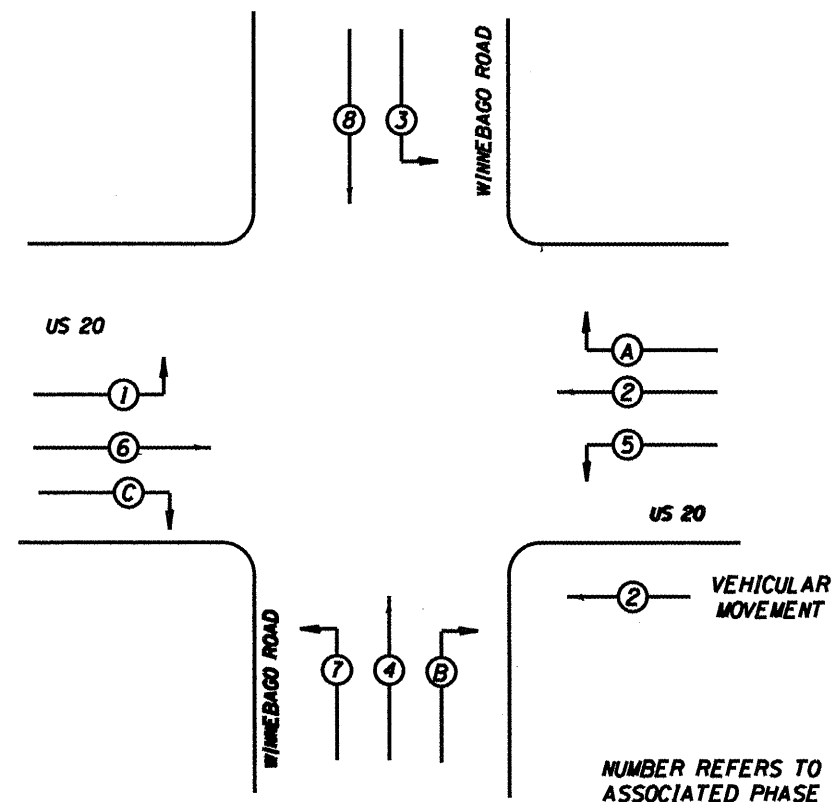 WINNEBAGO ROAD
8 3
US 20
A
1
2
6
5
C
US 20
2 VEHICULAR
MOVEMENT
WINNEBAGO ROAD
7 4 B
NUMBER REFERS TO
ASSOCIATED PHASE